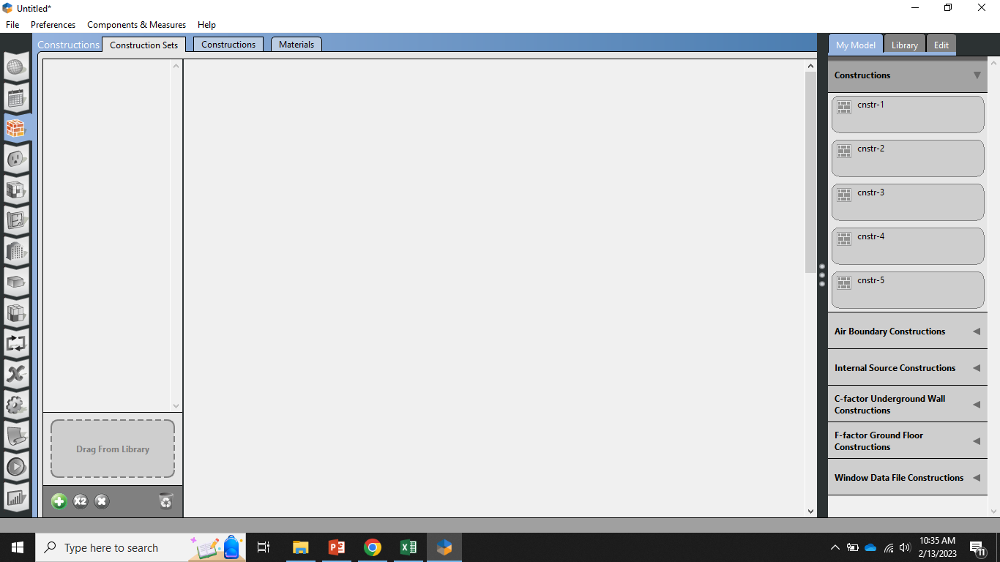 Untitled*
File Preferences Components & Measures Help
Constructions Construction Sets Constructions Materials
My Model Library Edit
Constructions
cnstr-1
cnstr-2
cnstr-3
cnstr-4
cnstr-5
Air Boundary Constructions
Internal Source Constructions
C-factor Underground Wall
Constructions
F-factor Ground Floor
Constructions
Window Data File Constructions
Drag From Library
X2
Type here to search
10:35 AM
2/13/2023
11